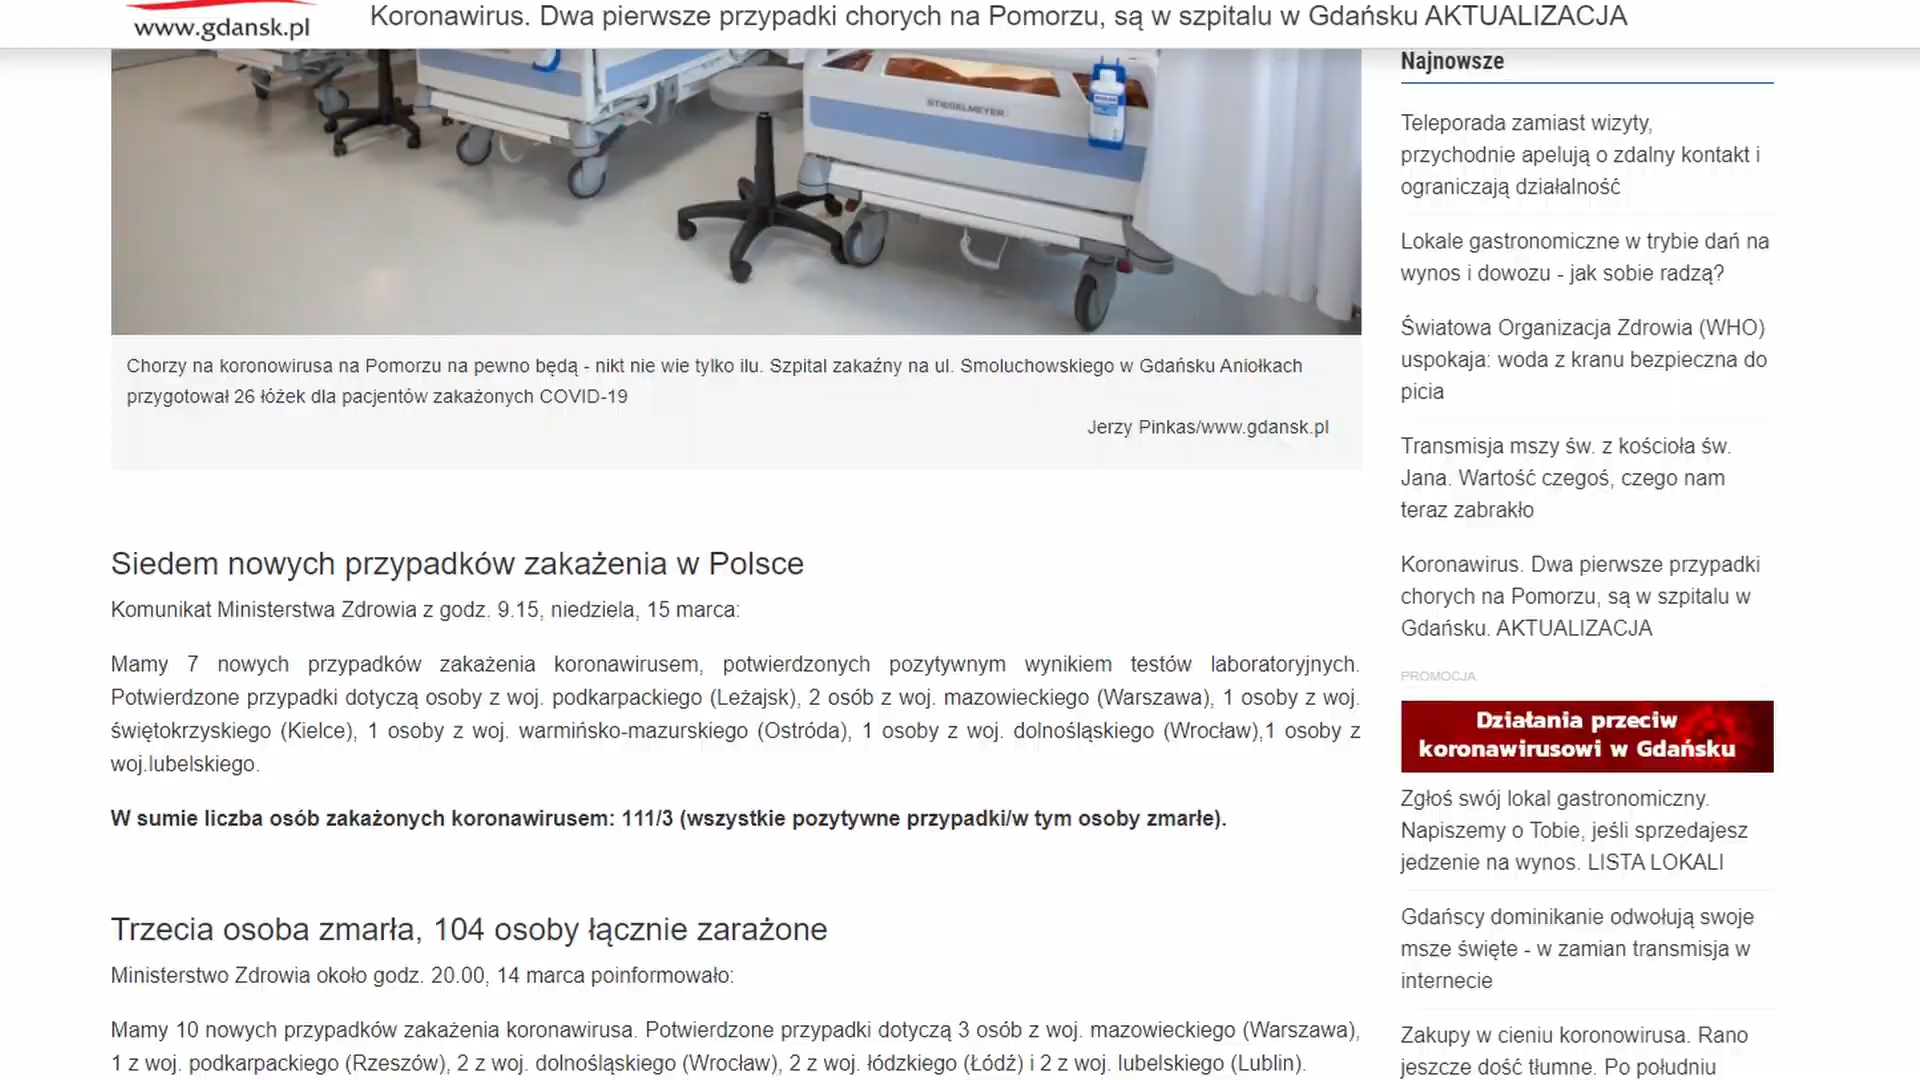 www.gdansk.pl
Koronawirus. Dwa pierwsze przypadki chorych na Pomorzu, są w szpitalu w Gdańsku AKTUALIZACJA
STIEGELMEYER
Chorzy na koronowirusa na Pomorzu na pewno będą - nikt nie wie tylko ilu. Szpital zakaźny na ul. Smoluchowskiego w Gdańsku Aniołkach
przygotował 26 łóżek dla pacjentów zakażonych COVID-19
Jerzy Pinkas/www.gdansk.pl
Siedem nowych przypadków zakażenia w Polsce
Komunikat Ministerstwa Zdrowia z godz. 9.15, niedziela, 15 marca:
Mamy 7 nowych przypadków zakażenia koronawirusem, potwierdzonych pozytywnym wynikiem testów laboratoryjnych.
Potwierdzone przypadki dotyczą osoby z woj. podkarpackiego (Leżajsk), 2 osób z woj. mazowieckiego (Warszawa), 1 osoby z woj.
świętokrzyskiego (Kielce), 1 osoby z woj. warmińsko-mazurskiego (Ostróda), 1 osoby z woj. dolnośląskiego (Wrocław),1 osoby z
woj.lubelskiego.
W sumie liczba osób zakażonych koronawirusem: 111/3 (wszystkie pozytywne przypadki/w tym osoby zmarłe).
Trzecia osoba zmarła, 104 osoby łącznie zarażone
Ministerstwo Zdrowia około godz. 20.00, 14 marca poinformowało:
Mamy 10 nowych przypadków zakażenia koronawirusa. Potwierdzone przypadki dotyczą 3 osób z woj. mazowieckiego (Warszawa),
1 z woj. podkarpackiego (Rzeszów), 2 z woj. dolnośląskiego (Wrocław), 2 z woj. łódzkiego (Łódź) i 2 z woj. lubelskiego (Lublin).
Najnowsze
Teleporada zamiast wizyty,
przychodnie apelują o zdalny kontakt i
ograniczają działalność
Lokale gastronomiczne w trybie dań na
wynos i dowozu - jak sobie radzą?
Światowa Organizacja Zdrowia (WHO)
uspokaja: woda z kranu bezpieczna do
picia
Transmisja mszy św. z kościoła św.
Jana. Wartość czegoś, czego nam
teraz zabrakło
Koronawirus. Dwa pierwsze przypadki
chorych na Pomorzu, są w szpitalu w
Gdańsku. AKTUALIZACJA
PROMOCJA
Działania przeciw
koronawirusowi w Gdańsku
Zgłoś swój lokal gastronomiczny.
Napiszemy o Tobie, jeśli sprzedajesz
jedzenie na wynos. LISTA LOKALI
Gdańscy dominikanie odwołują swoje
msze święte - w zamian transmisja w
internecie
Zakupy w cieniu koronowirusa. Rano
jeszcze dość tłumne. Po południu